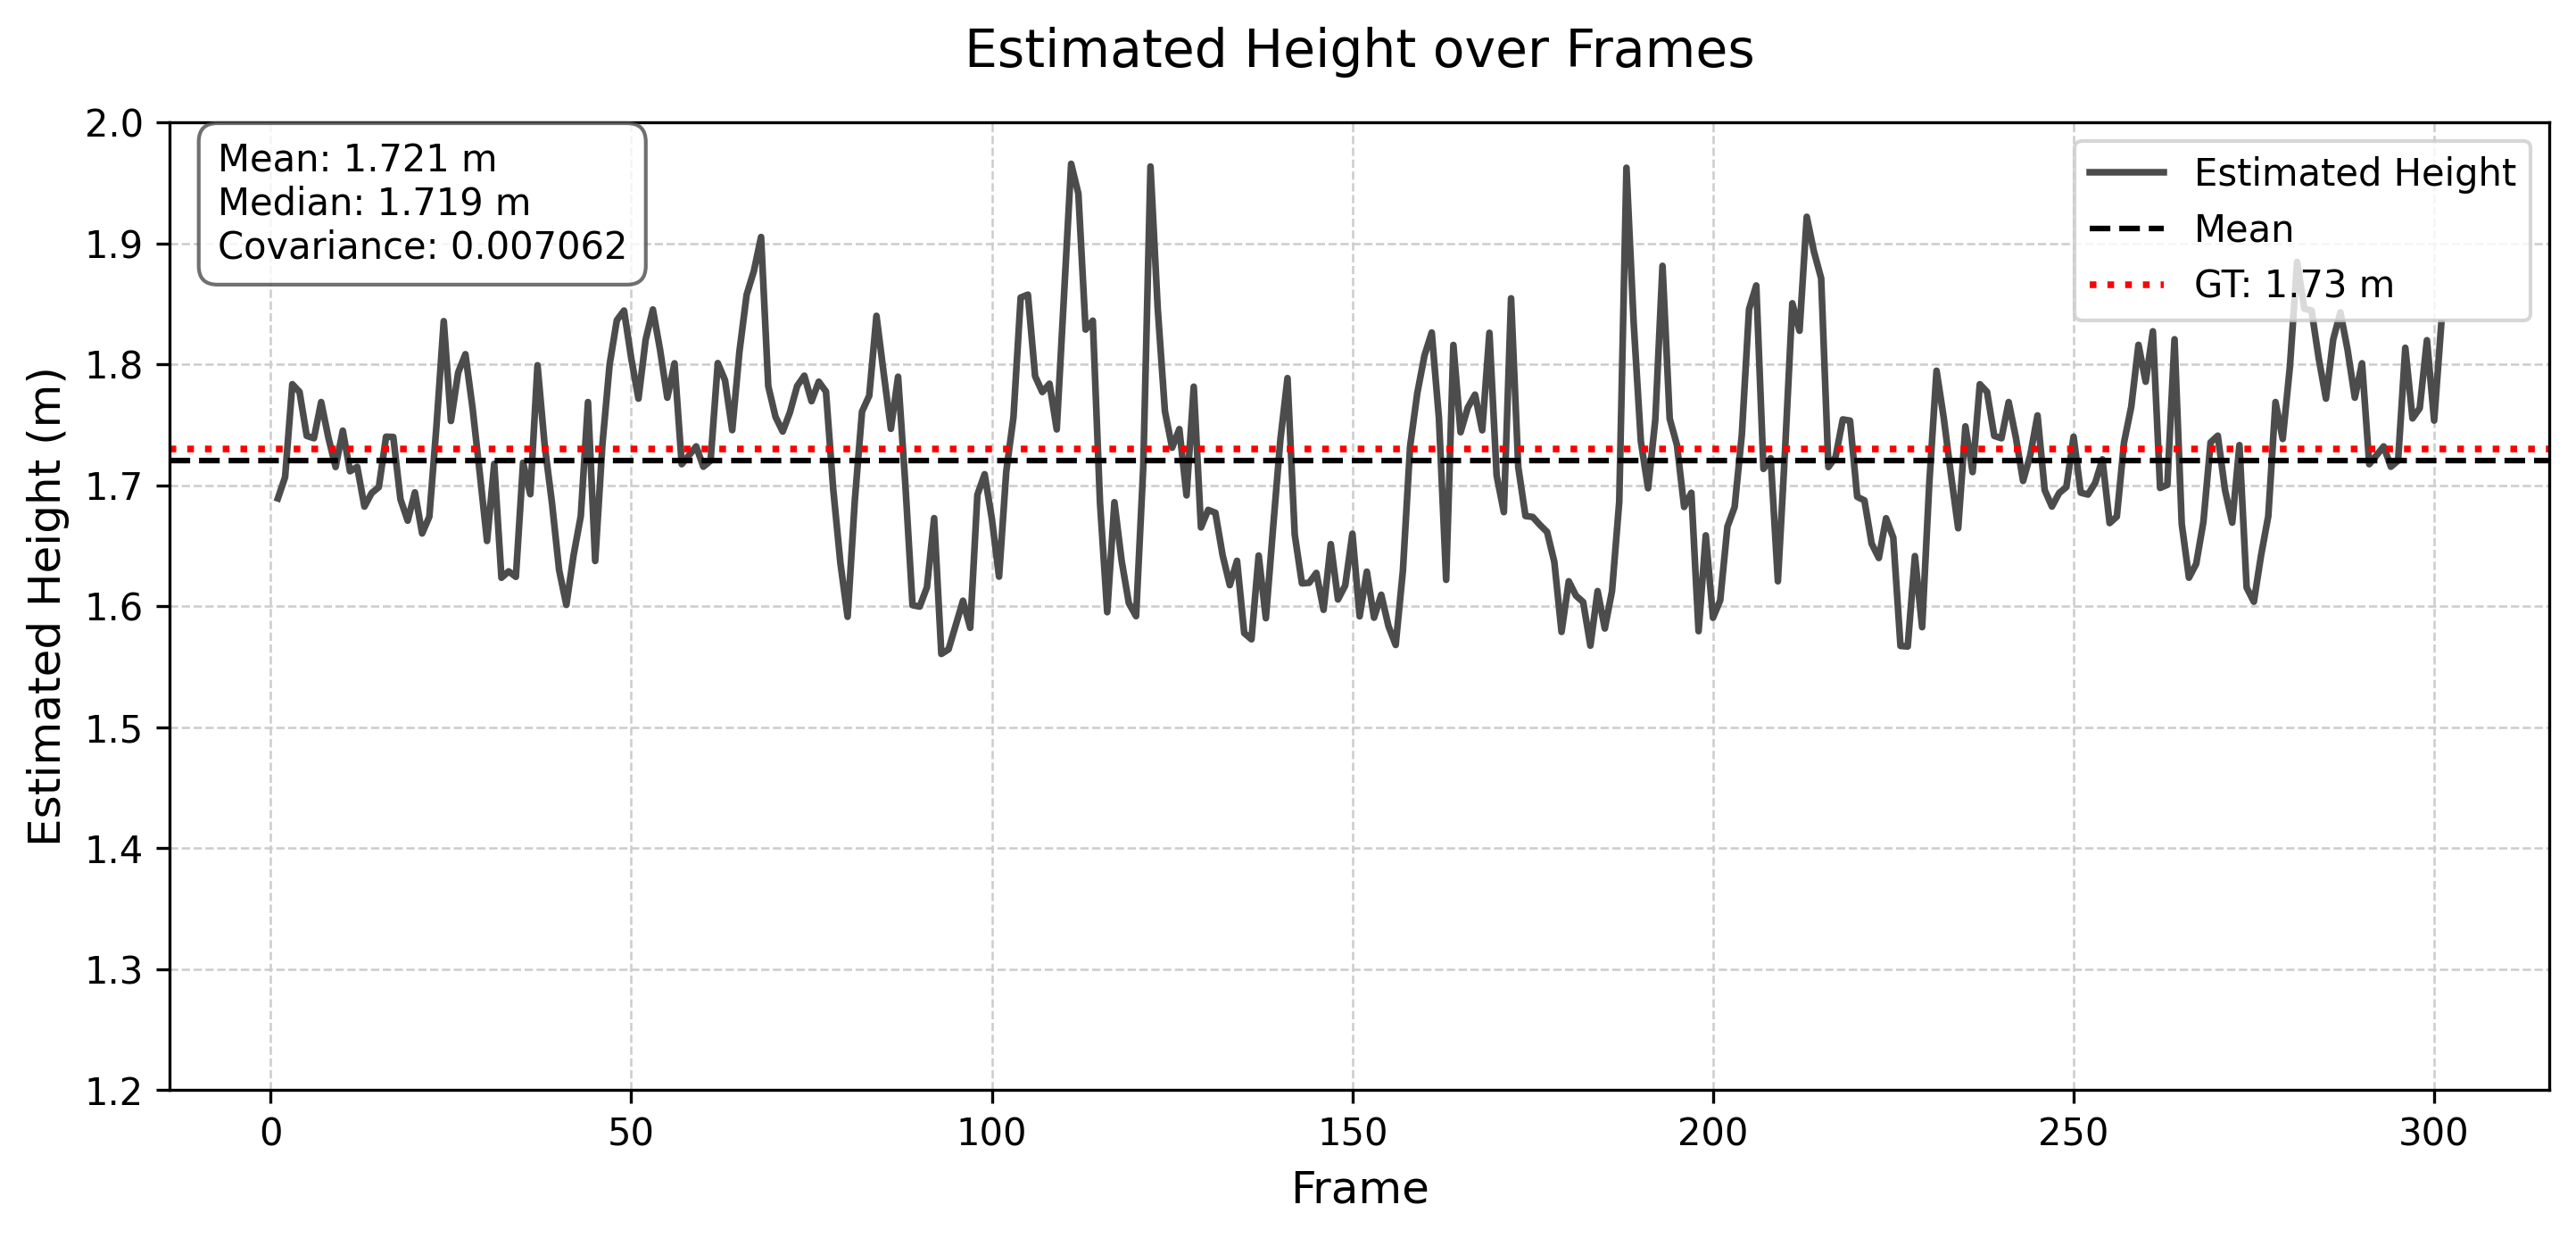 Estimated Height over Frames
Mean: 1.721 m
Median: 1.719 m
Covariance: 0.007062
Estimated Height
Mean
GT: 1.73 m
Estimated Height (m)
2.0
1.9
1.8
1.7
1.6
1.5
1.4
1.3
1.2
0 50 100 150 200 250 300
Frame